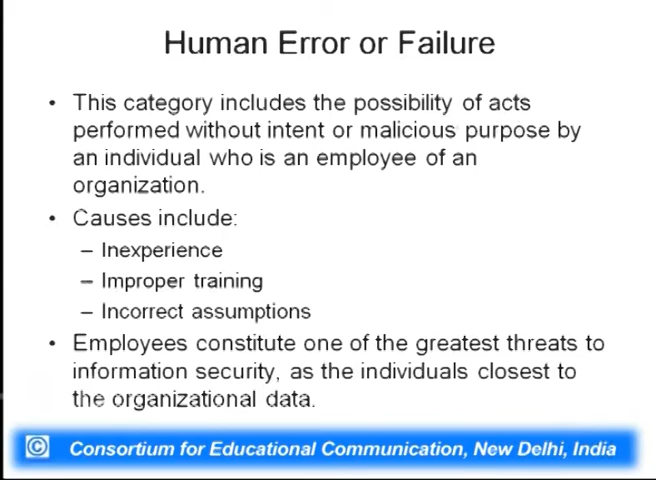 Human Error or Failure
• This category includes the possibility of acts
performed without intent or malicious purpose by
an individual who is an employee of an
organization.
• Causes include:
– Inexperience
– Improper training
– Incorrect assumptions
• Employees constitute one of the greatest threats to
information security, as the individuals closest to
the organizational data.
© Consortium for Educational Communication, New Delhi, India